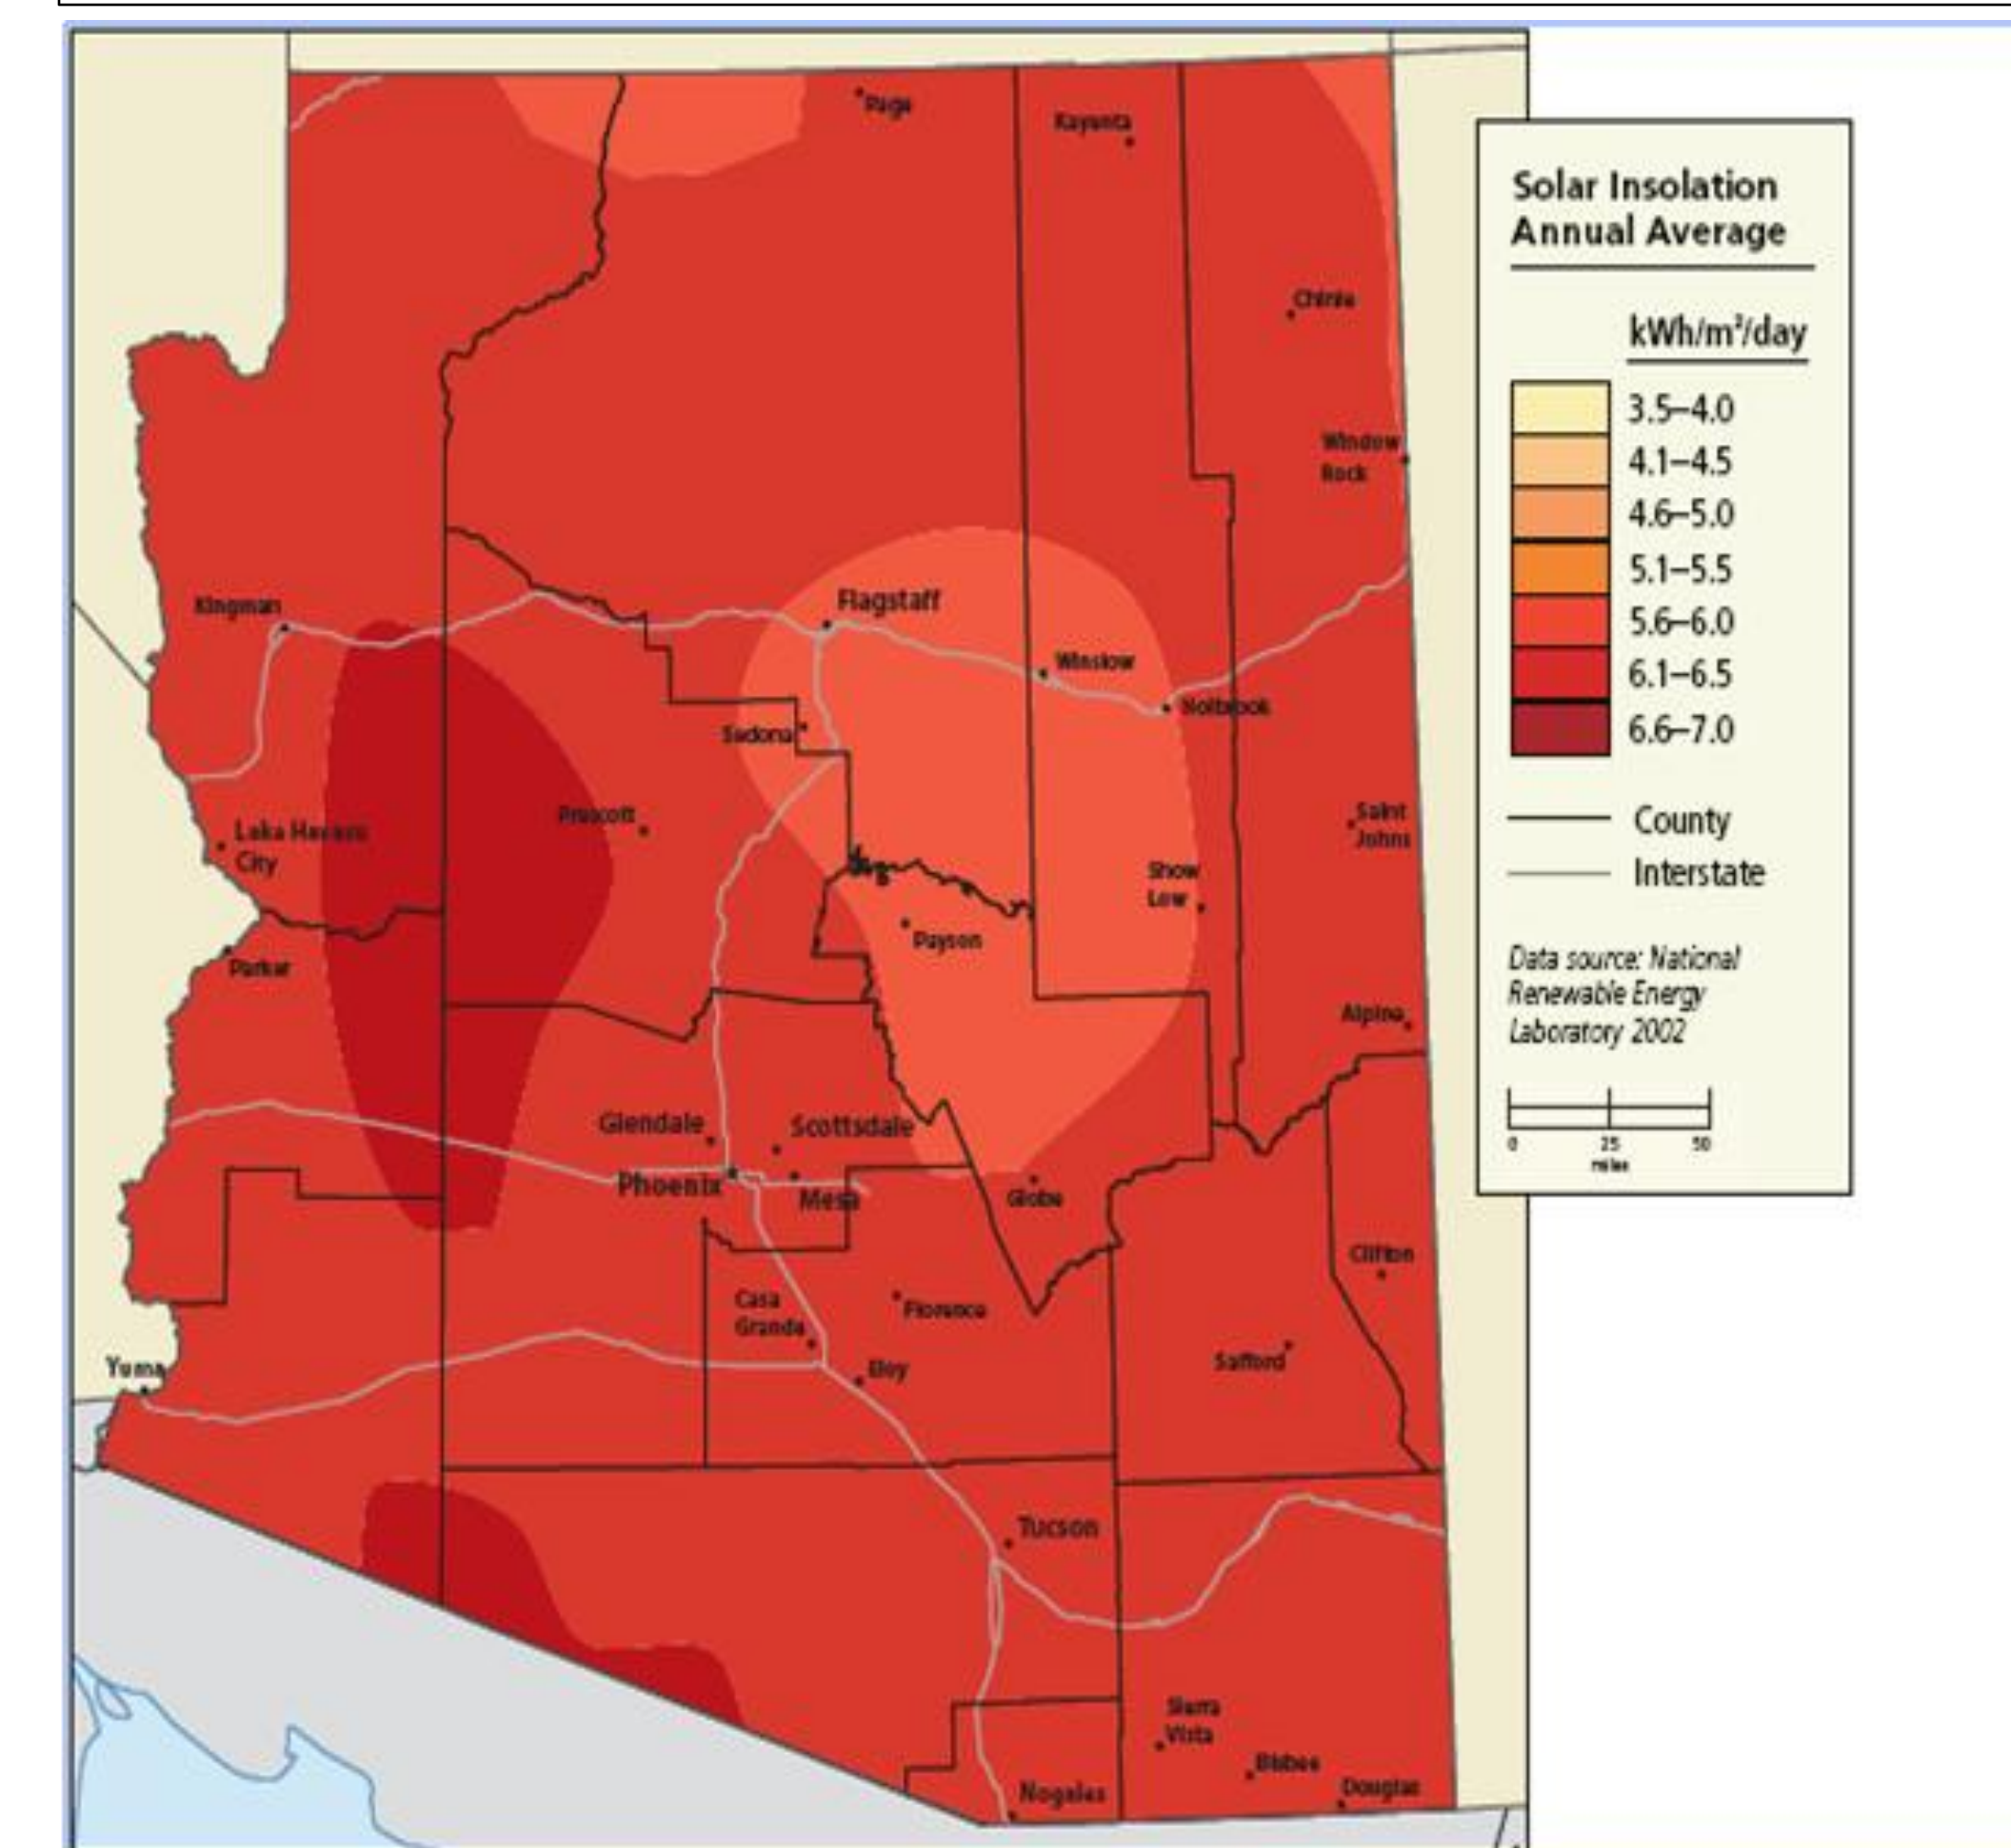 Page
Kayenta
Chinle
Window
Rock
Kingman
Flagstaff
Winslow
Holbrook
Sedona
Prescott
Lake Havasu
City
Saint
Johns
Show
Low
Payson
Parker
Alpine
Glendale
Scottsdale
Phoenix
Mesa
Globe
Clifton
Casa
Grande
Florence
Safford
Yuma
Eloy
Tucson
Sierra
Vista
Bisbee
Douglas
Nogales
Solar Insolation
Annual Average
kWh/m²/day
3.5–4.0
4.1–4.5
4.6–5.0
5.1–5.5
5.6–6.0
6.1–6.5
6.6–7.0
County
Interstate
Data source: National
Renewable Energy
Laboratory 2002
0 25 50
miles